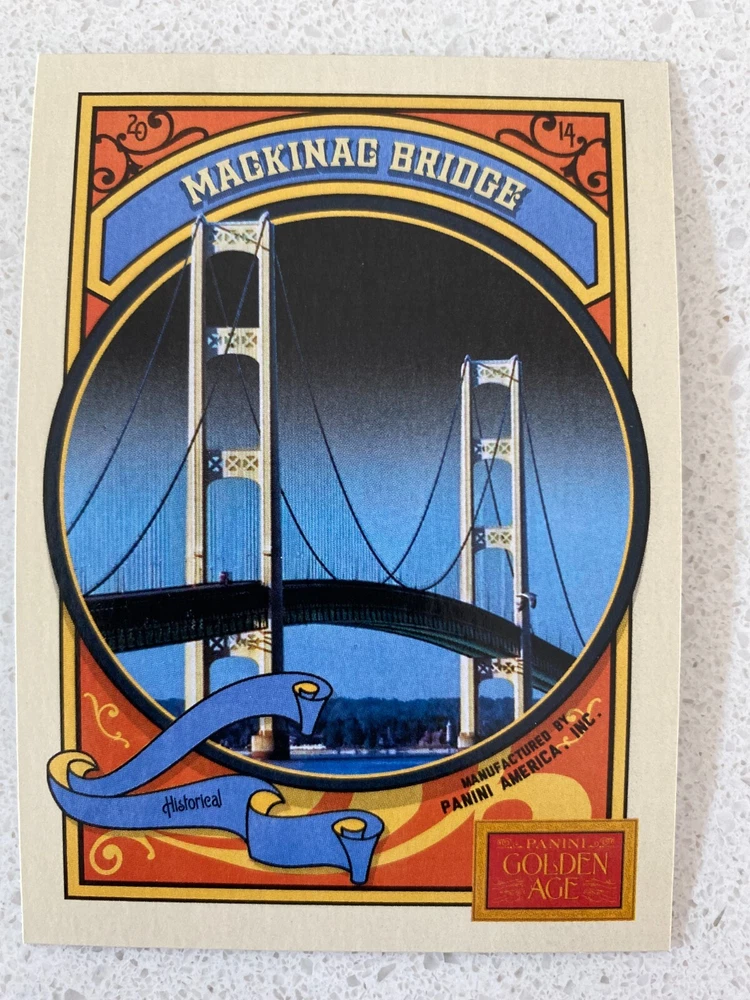 20 14
MACKINAC BRIDGE
Historical
MANUFACTURED BY
PANINI AMERICA, INC.
PANINI
GOLDEN
AGE